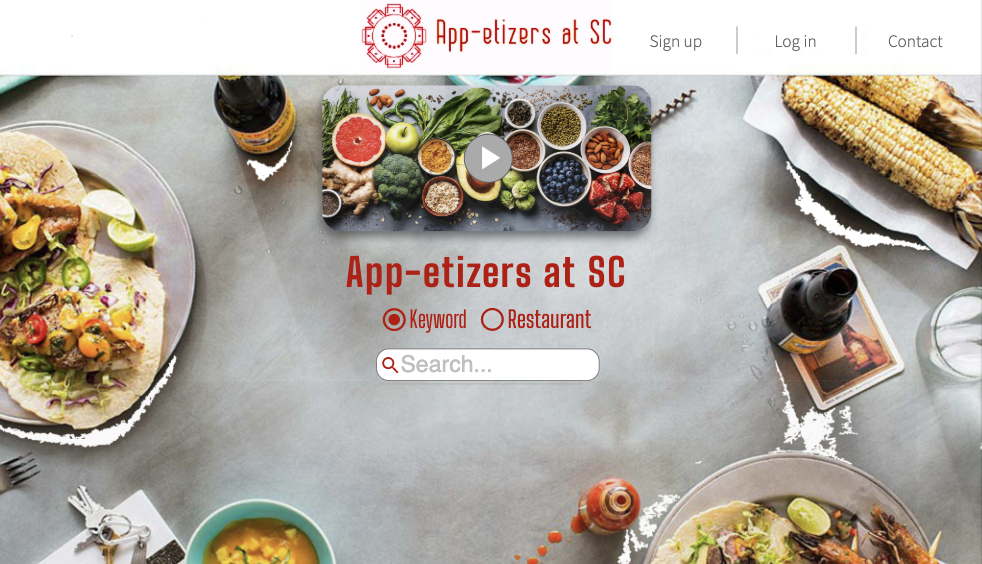 App-etizers at SC
Sign up
Log in
Contact
App-etizers at SC
Keyword
Restaurant
Search...